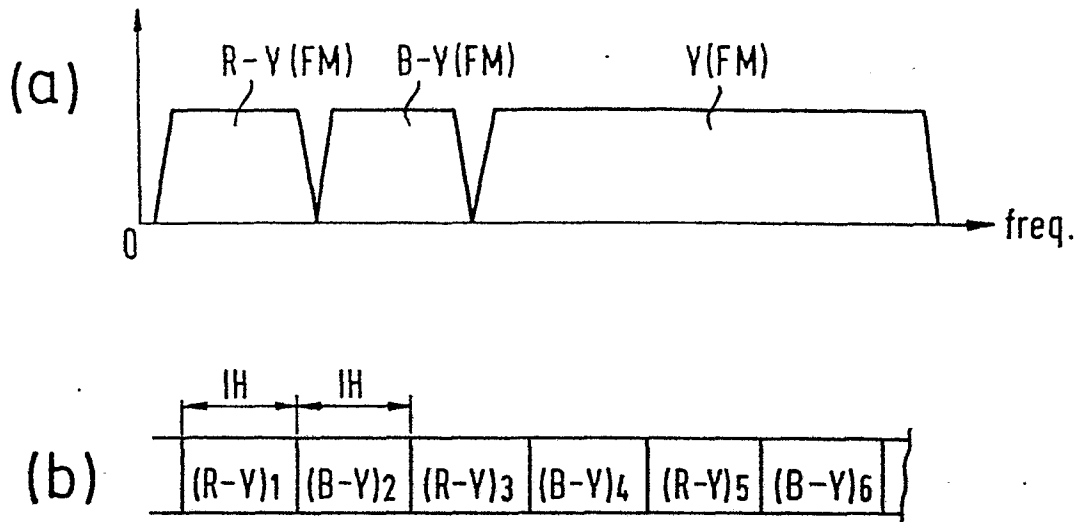 (a)
R-Y(FM) B-Y(FM) Y(FM)
0
freq.
1H 1H
(b)
(R-Y)1 (B-Y)2 (R-Y)3 (B-Y)4 (R-Y)5 (B-Y)6